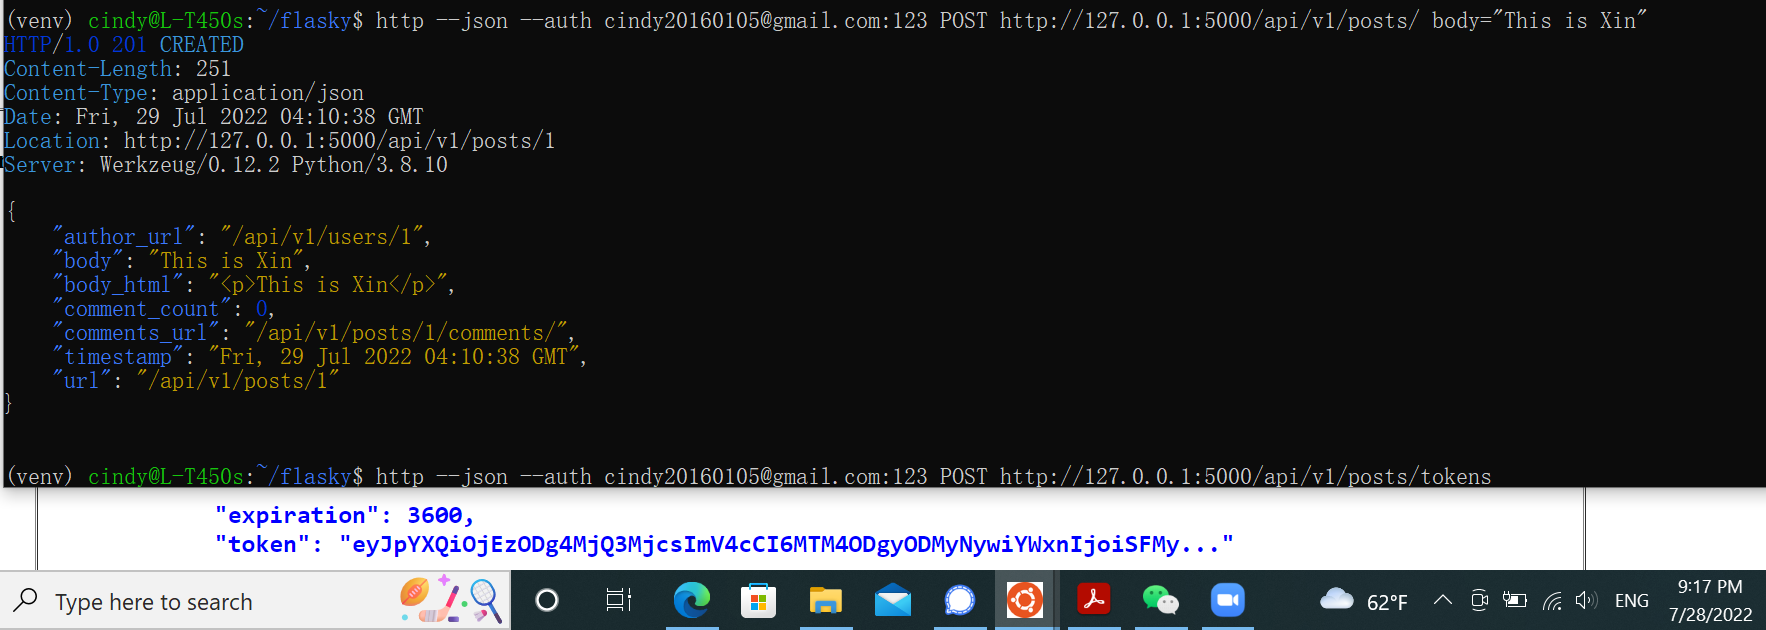 (venv) cindy@L-T450s:~/flasky$ http --json --auth cindy20160105@gmail.com:123 POST http://127.0.0.1:5000/api/v1/posts/ body="This is Xin"
HTTP/1.0 201 CREATED
Content-Length: 251
Content-Type: application/json
Date: Fri, 29 Jul 2022 04:10:38 GMT
Location: http://127.0.0.1:5000/api/v1/posts/1
Server: Werkzeug/0.12.2 Python/3.8.10
{
"author_url": "/api/v1/users/1",
"body": "This is Xin",
"body_html": "<p>This is Xin</p>",
"comment_count": 0,
"comments_url": "/api/v1/posts/1/comments/",
"timestamp": "Fri, 29 Jul 2022 04:10:38 GMT",
"url": "/api/v1/posts/1"
}
(venv) cindy@L-T450s:~/flasky$ http --json --auth cindy20160105@gmail.com:123 POST http://127.0.0.1:5000/api/v1/posts/tokens
"expiration": 3600,
"token": "eyJpYXQiOjEzODg4MjQ3MjcsImV4cCI6MTM4ODgyODMyNywiYWxnIjoiSFMy..."
Type here to search
62°F
ENG
9:17 PM
7/28/2022